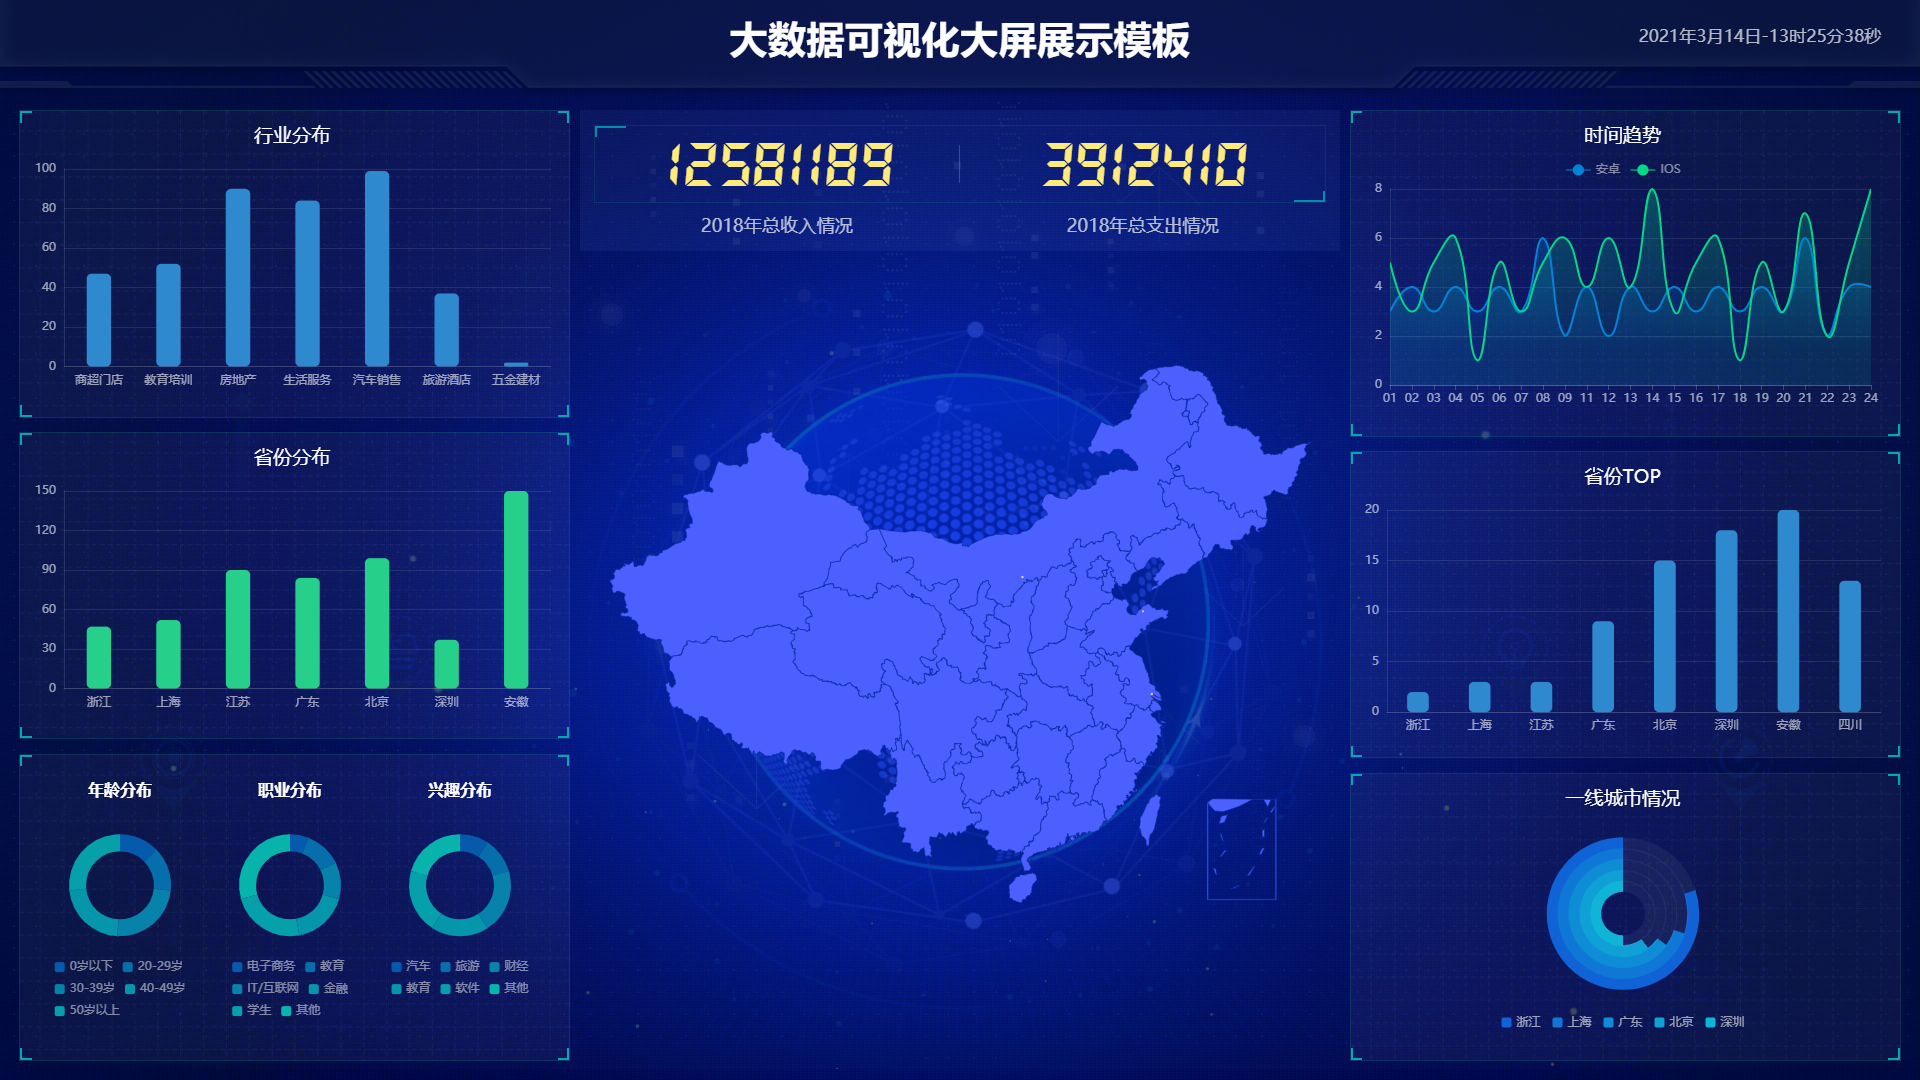 大数据可视化大屏展示模板
2021年3月14日-13时25分38秒
行业分布
100
80
60
40
20
0
商超门店 教育培训 房地产 生活服务 汽车销售 旅游酒店 五金建材
省份分布
150
120
90
60
30
0
浙江 上海 江苏 广东 北京 深圳 安徽
年龄分布 职业分布 兴趣分布
0岁以下 20-29岁
30-39岁 40-49岁
50岁以上
电子商务 教育
IT/互联网 金融
学生 其他
汽车 旅游 财经
教育 软件 其他
12581189 3912410
2018年总收入情况 2018年总支出情况
时间趋势
安卓 IOS
8
6
4
2
0
01 02 03 04 05 06 07 08 09 11 12 13 14 15 16 17 18 19 20 21 22 23 24
省份TOP
20
15
10
5
0
浙江 上海 江苏 广东 北京 深圳 安徽 四川
一线城市情况
浙江 上海 广东 北京 深圳